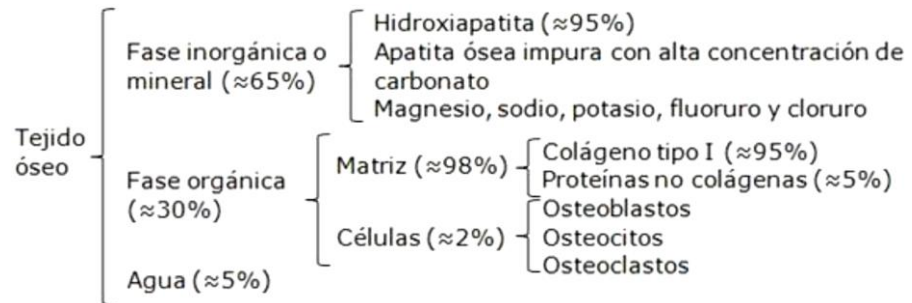 Tejido
óseo
Fase inorgánica o
mineral (≈65%)
Hidroxiapatita (≈95%)
Apatita ósea impura con alta concentración de
carbonato
Magnesio, sodio, potasio, fluoruro y cloruro
Fase orgánica
(≈30%)
Matriz (≈98%)
Colágeno tipo I (≈95%)
Proteínas no colágenas (≈5%)
Células (≈2%)
Osteoblastos
Osteocitos
Osteoclastos
Agua (≈5%)